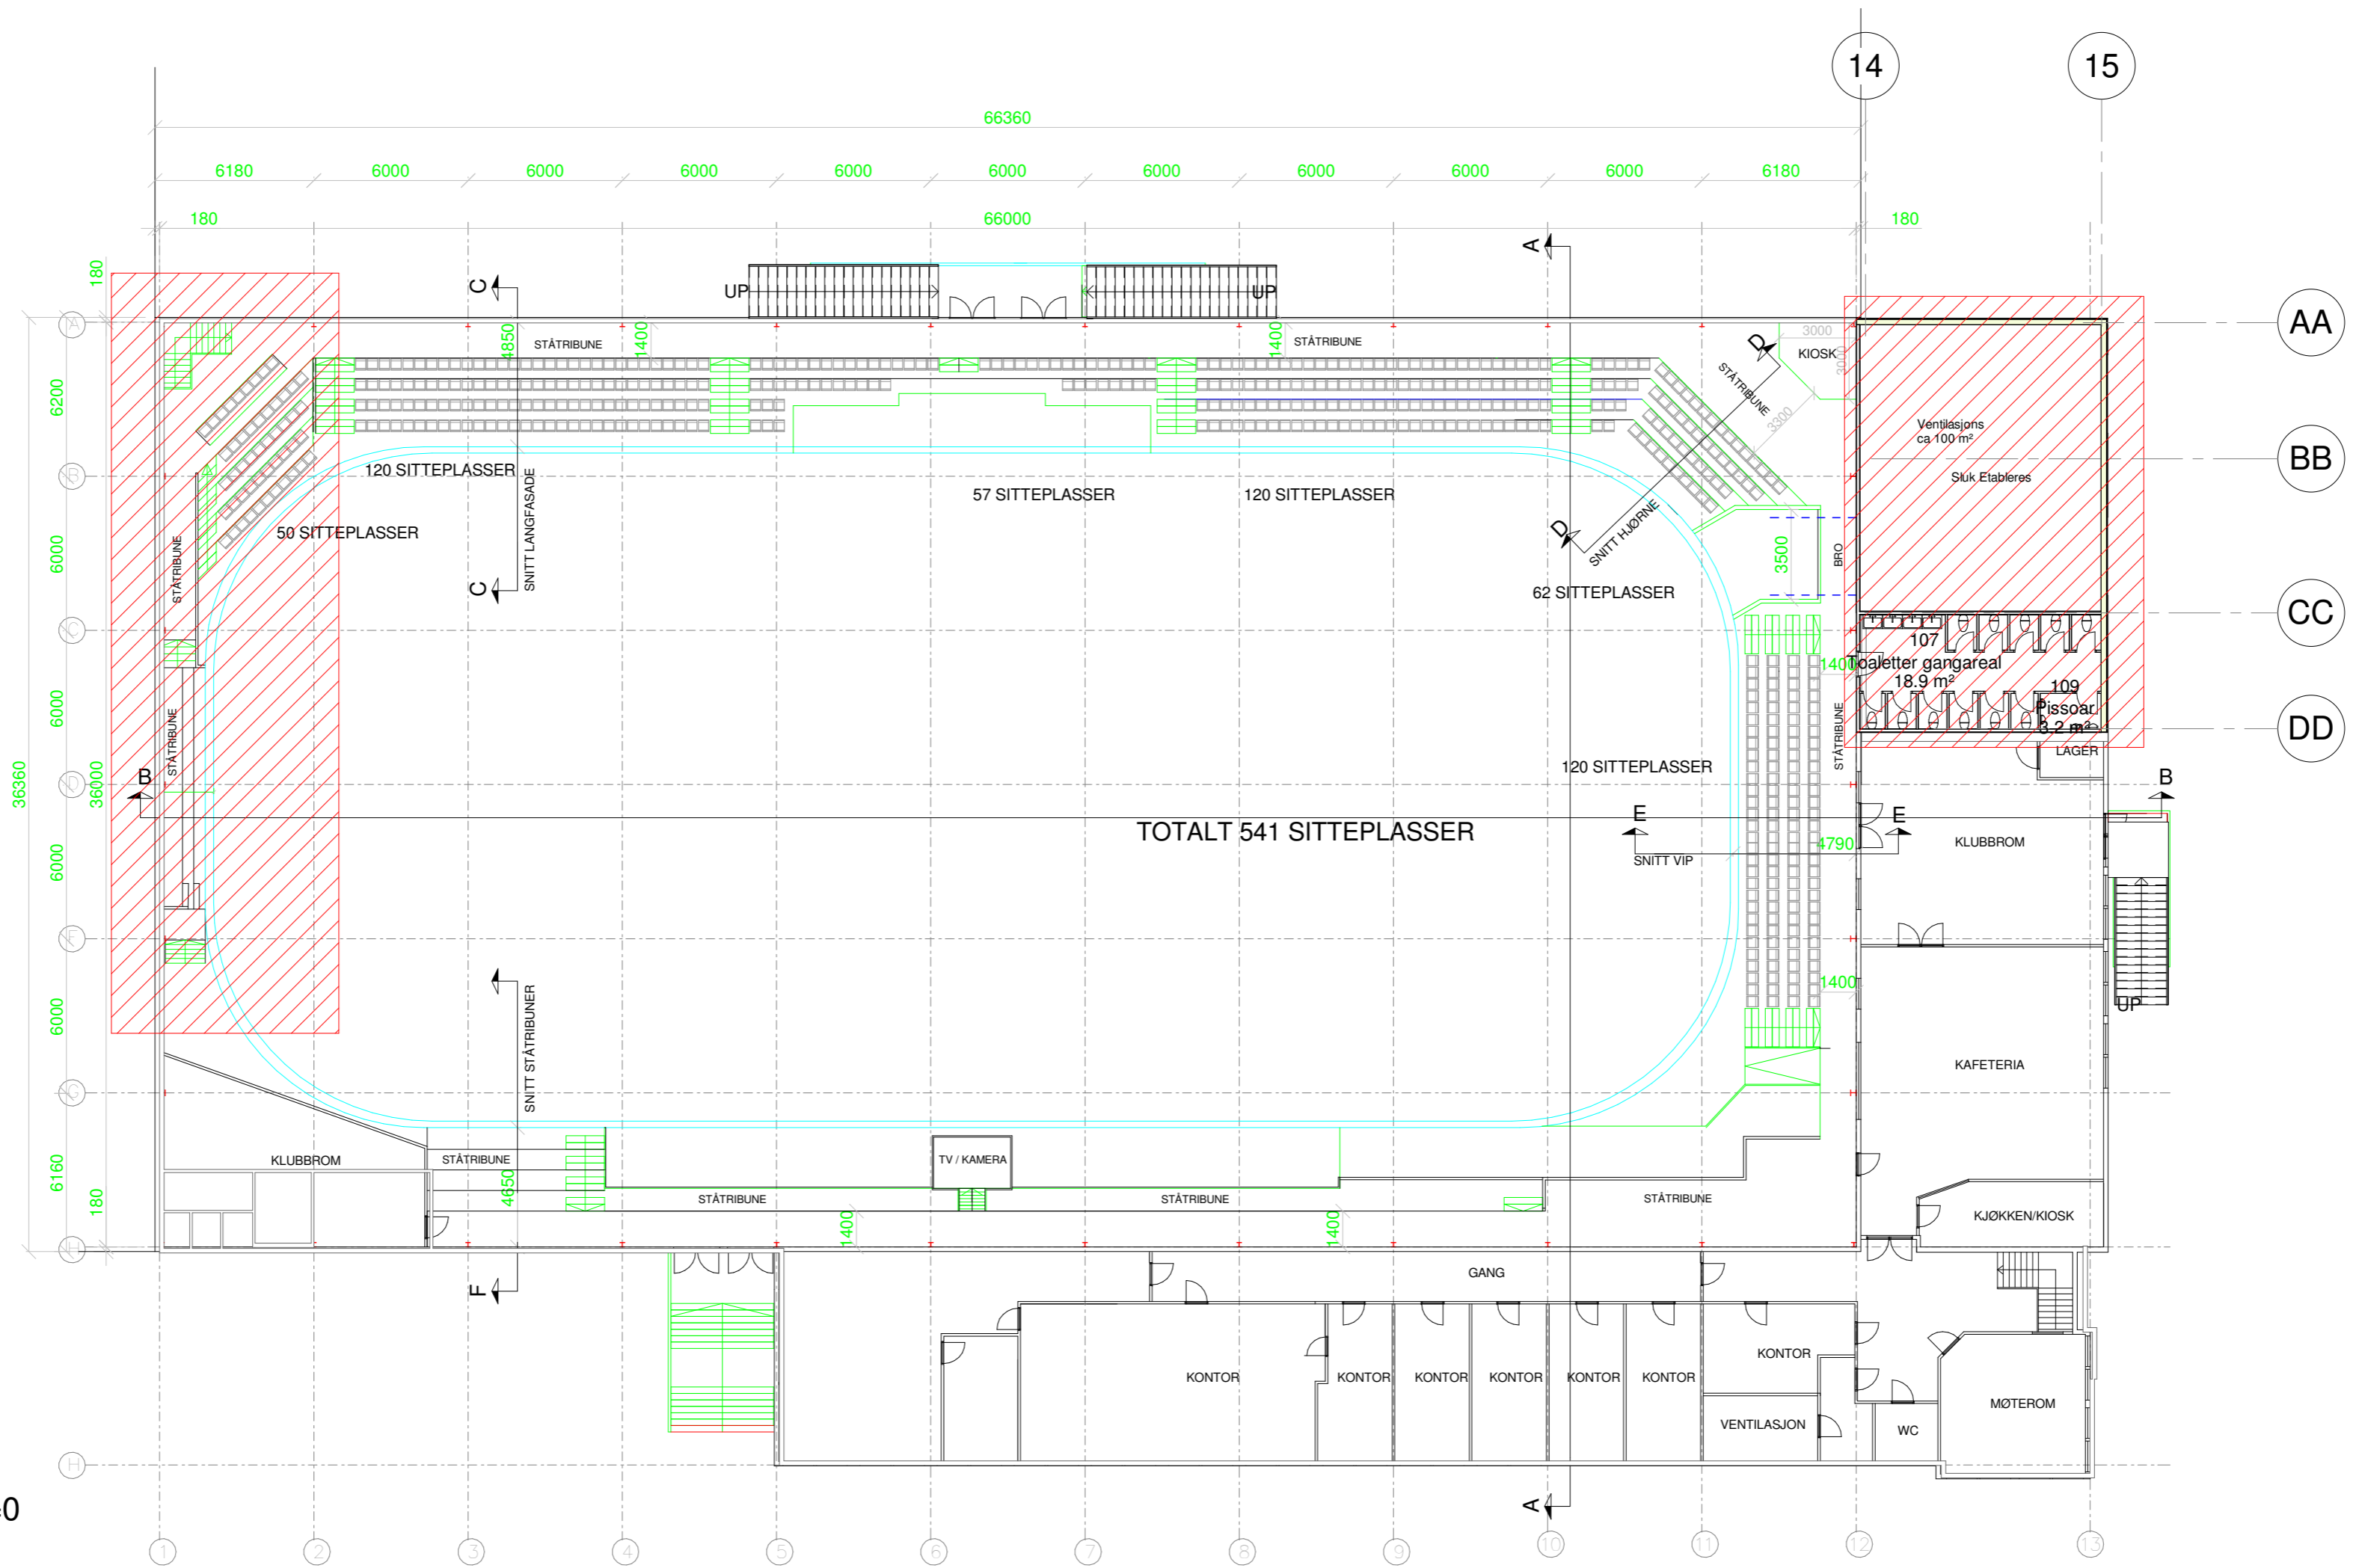 14
15
66360
6180
6000
6000
6000
6000
6000
6000
6000
6000
6000
6180
180
66000
180
180
A
C
UP
UP
A
AA
4850
STÅTRIBUNE
1400
1400
STÅTRIBUNE
D
3000
KIOSK
3000
STÅTRIBUNE
3300
6200
Ventilasjons
ca 100 m²
Sluk Etableres
BB
B
120 SITTEPLASSER
SNITT LANGFASADE
57 SITTEPLASSER
120 SITTEPLASSER
50 SITTEPLASSER
D
SNITT HJØRNE
3500
BRO
6000
STÅTRIBUNE
C
62 SITTEPLASSER
CC
C
107
Toaletter gangareal
18.9 m²
1400
109
Pissoar
3.2 m²
DD
6000
STÅTRIBUNE
STÅTRIBUNE
LAGER
36360
36000
B
D
120 SITTEPLASSER
B
TOTALT 541 SITTEPLASSER
E
E
SNITT VIP
4790
KLUBBROM
6000
F
1400
UP
6000
SNITT STÅTRIBUNER
KAFETERIA
G
KLUBBROM
STÅTRIBUNE
TV / KAMERA
6160
180
4650
STÅTRIBUNE
STÅTRIBUNE
STÅTRIBUNE
1400
1400
KJØKKEN/KIOSK
H
F
GANG
KONTOR
KONTOR
KONTOR
KONTOR
KONTOR
KONTOR
KONTOR
VENTILASJON
WC
MØTEROM
H
A
1
2
3
4
5
6
7
8
9
10
11
12
13